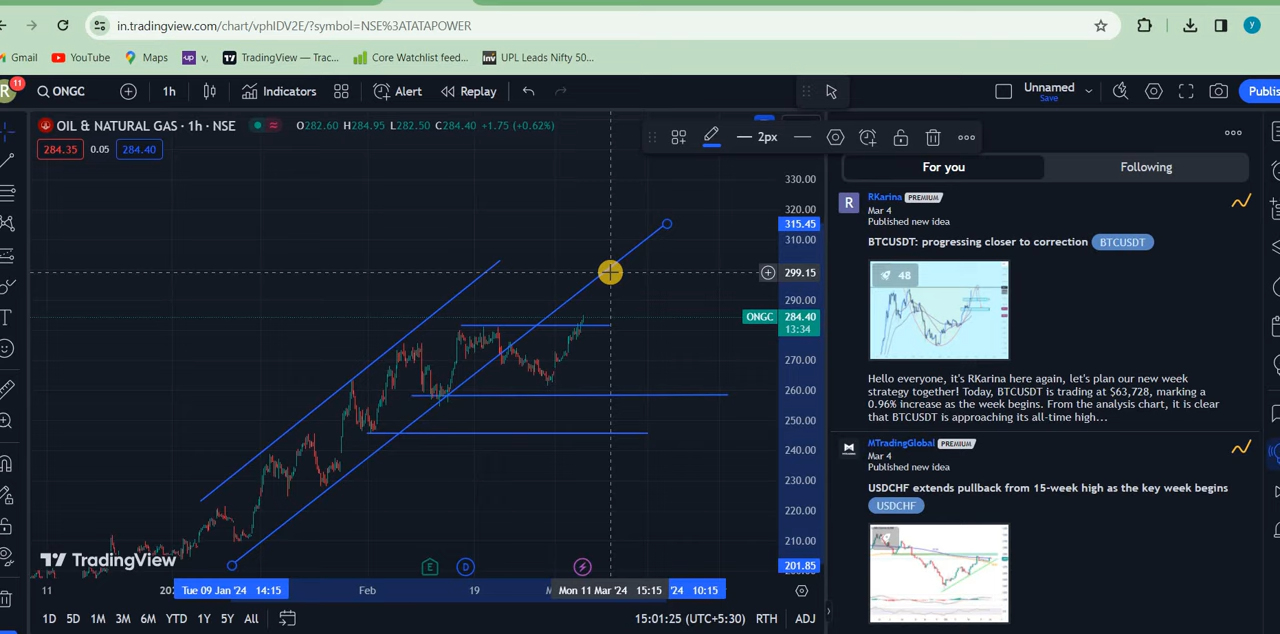 in.tradingview.com/chart/vphIDV2E/?symbol=NSE%3ATATAPOWER
y
Gmail YouTube Maps up v, TradingView — Trac... Core Watchlist feed... inv UPL Leads Nifty 50...
R 11 ONGC 1h Indicators Alert Replay Unnamed Save Publis
OIL & NATURAL GAS · 1h · NSE O282.60 H284.95 L282.50 C284.40 +1.75 (+0.62%)
284.35 0.05 284.40
2px
For you Following
330.00
320.00
315.45
310.00
299.15
290.00
ONGC 284.40
13:34
270.00
260.00
250.00
240.00
230.00
220.00
210.00
201.85
R RKarina PREMIUM
Mar 4
Published new idea
BTCUSDT: progressing closer to correction BTCUSDT
48
Hello everyone, it's RKarina here again, let's plan our new week
strategy together! Today, BTCUSDT is trading at $63,728, marking a
0.96% increase as the week begins. From the analysis chart, it is clear
that BTCUSDT is approaching its all-time high...
MTradingGlobal PREMIUM
Mar 4
Published new idea
USDCHF extends pullback from 15-week high as the key week begins
USDCHF
TradingView
E D
11 Tue 09 Jan '24 14:15 Feb 19 Mon 11 Mar '24 15:15 '24 10:15
1D 5D 1M 3M 6M YTD 1Y 5Y All 15:01:25 (UTC+5:30) RTH ADJ